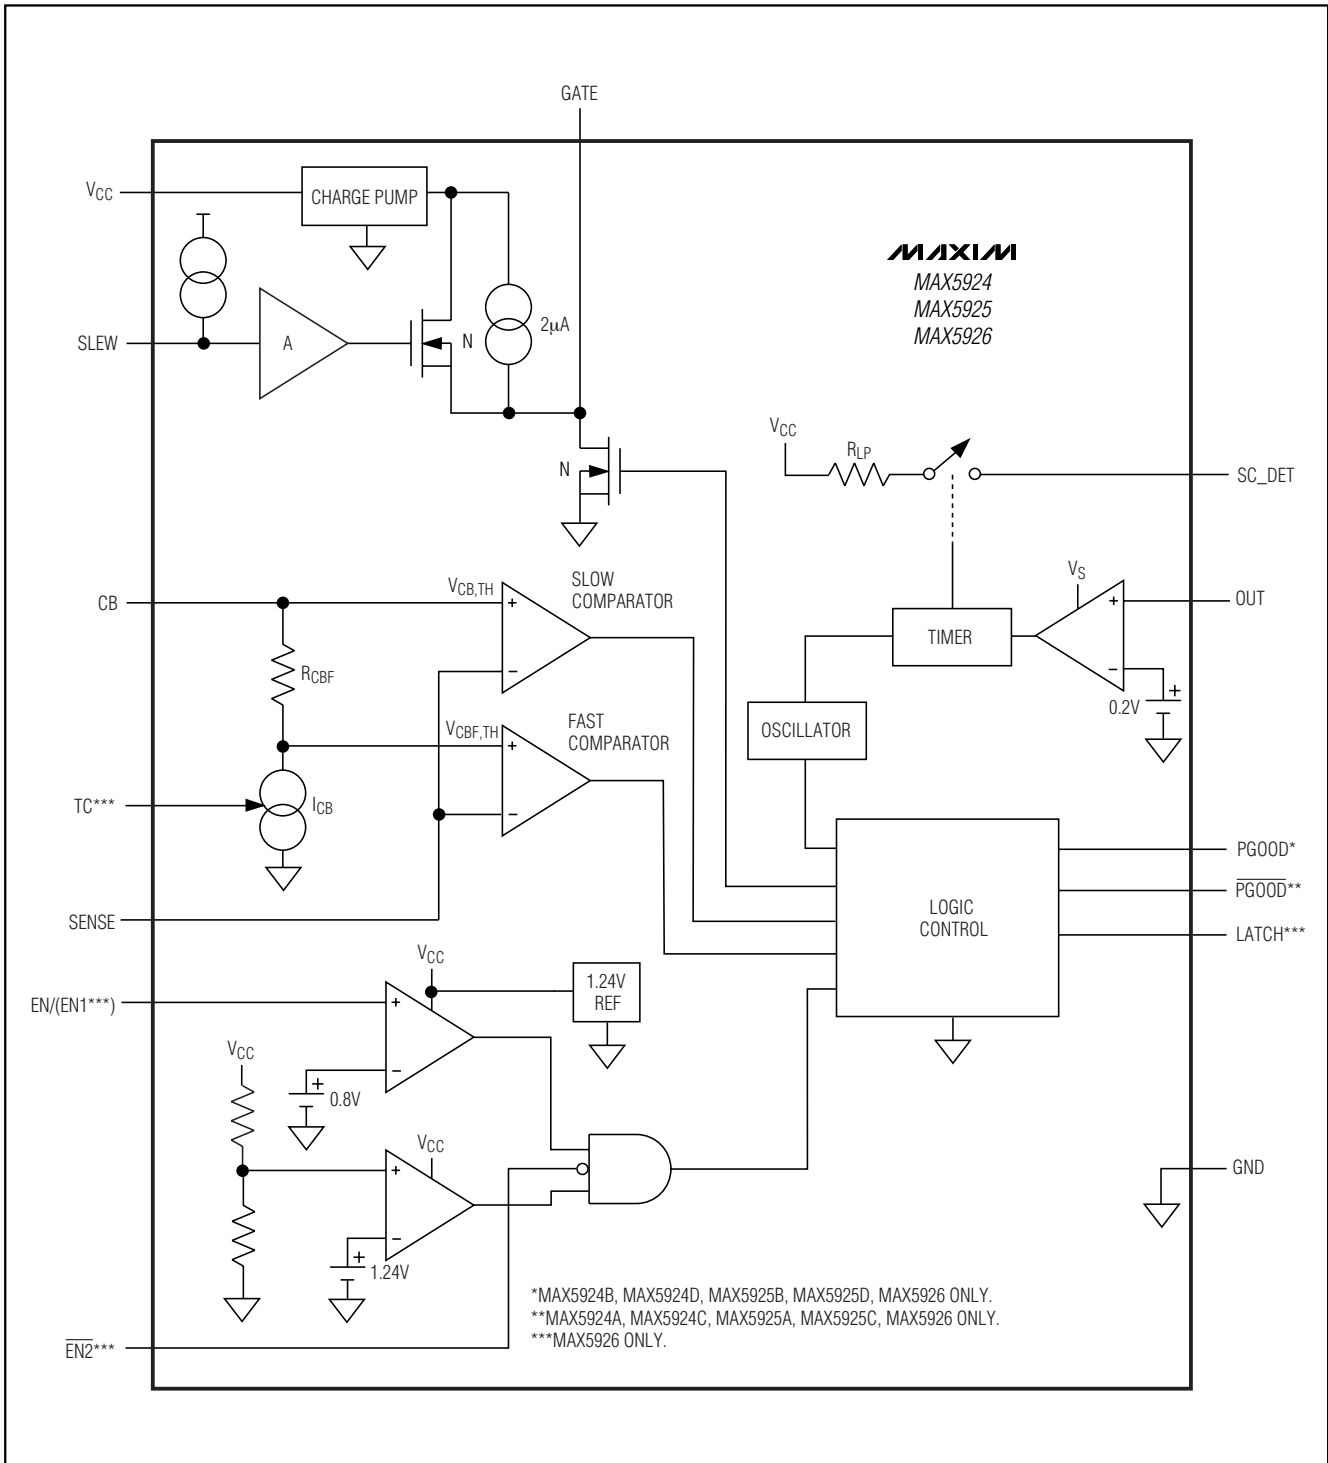 GATE
VCC
CHARGE PUMP
MAXIM
MAX5924
MAX5925
MAX5926
2µA
SLEW
A
N
VCC
RLP
N
SC_DET
CB
VCB,TH
+
SLOW
COMPARATOR
VS
+
OUT
TIMER
RCBF
−
−
+
0.2V
VCBF,TH
+
FAST
COMPARATOR
OSCILLATOR
TC***
ICB
−
PGOOD*
PGOOD**
LOGIC
CONTROL
SENSE
LATCH***
VCC
1.24V
REF
EN/(EN1***)
+
VCC
−
+
0.8V
VCC
+
GND
−
+
1.24V
*MAX5924B, MAX5924D, MAX5925B, MAX5925D, MAX5926 ONLY.
**MAX5924A, MAX5924C, MAX5925A, MAX5925C, MAX5926 ONLY.
***MAX5926 ONLY.
EN2***